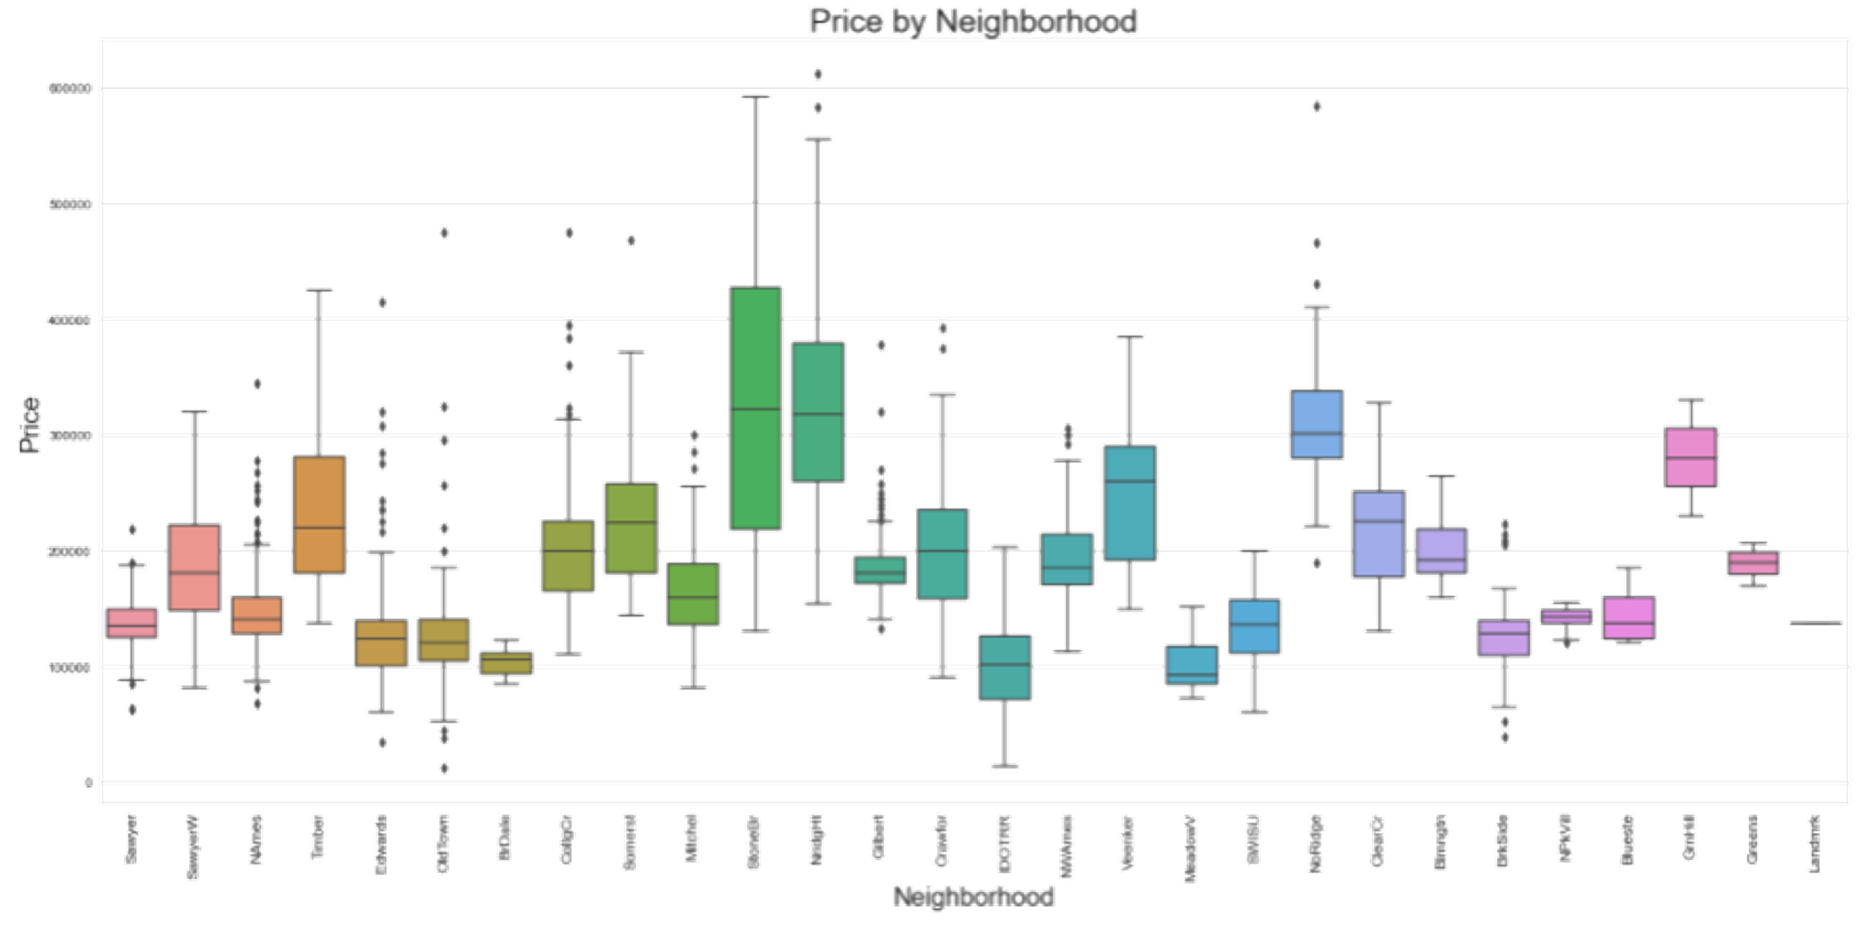 Price by Neighborhood
600000
500000
400000
300000
200000
100000
0
Price
Sawyer
SawyerW
NAmes
Timber
Edwards
OldTown
BrDale
CollgCr
Somerst
Mitchel
StoneBr
NridgHt
Gilbert
Crawfor
IDOTRR
NWAmes
Veenker
MeadowV
SWISU
NoRidge
ClearCr
Blmngtn
BrkSide
NPkVill
Blueste
GrnHill
Greens
Landmrk
Neighborhood